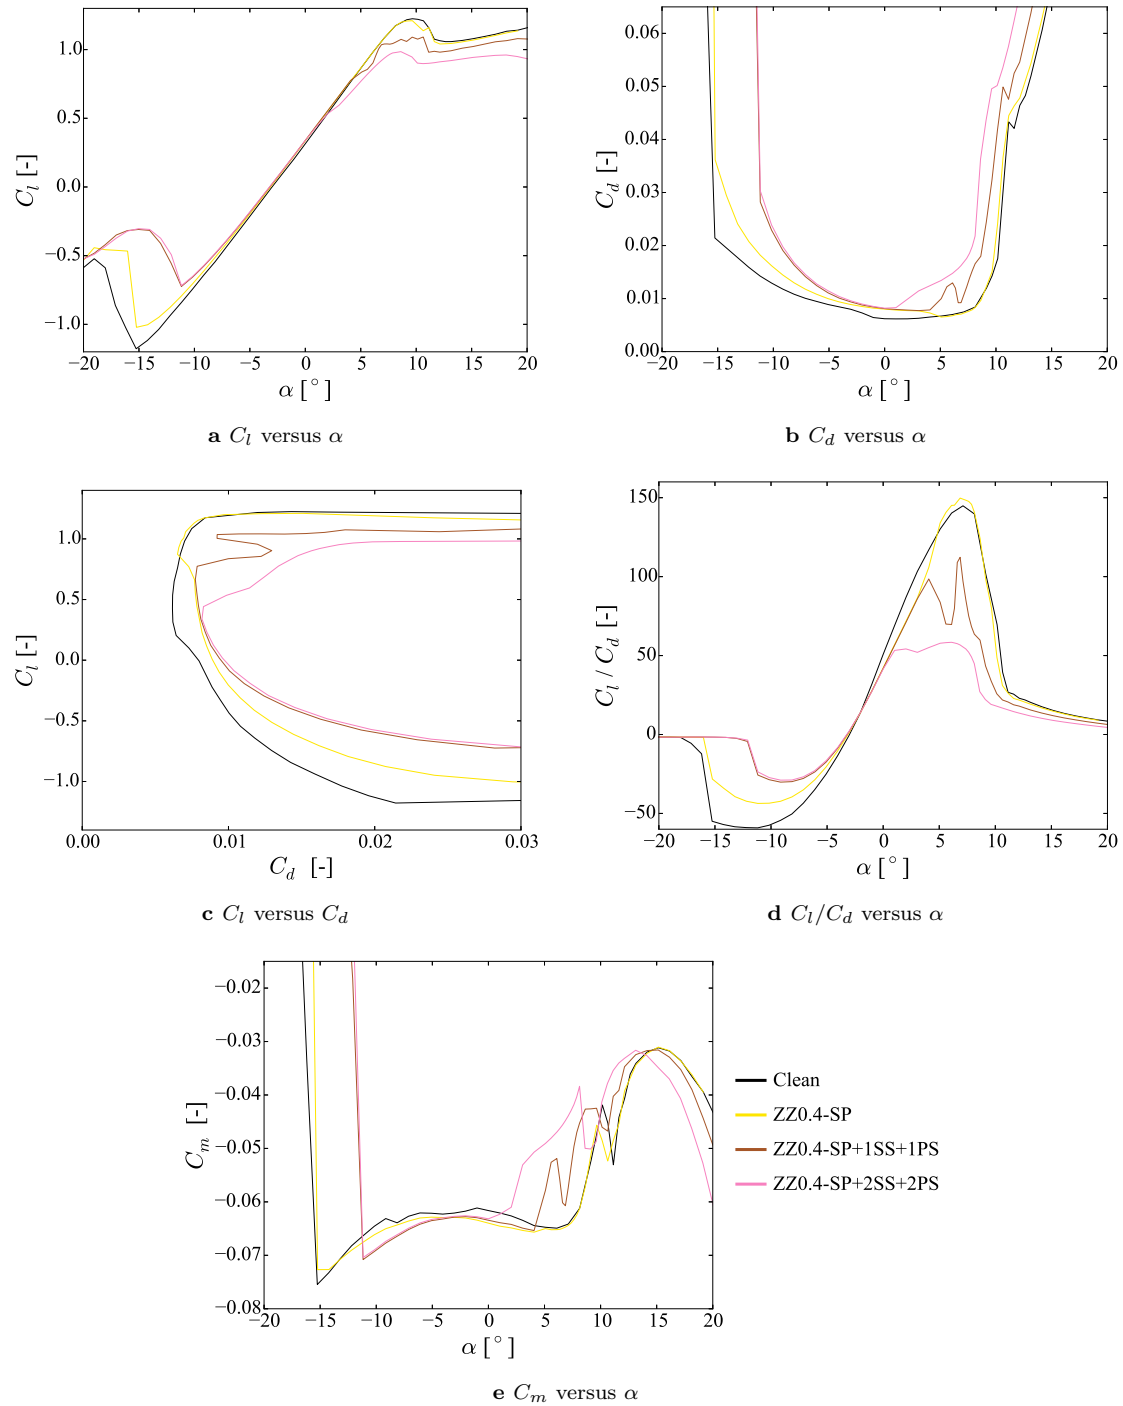 1.0
0.5
0.0
−0.5
−1.0
C_l [-]
−20 −15 −10 −5 0 5 10 15 20
α [°]
a C_l versus α
0.06
0.05
0.04
0.03
0.02
0.01
0.00
C_d [-]
−20 −15 −10 −5 0 5 10 15 20
α [°]
b C_d versus α
1.0
0.5
0.0
−0.5
−1.0
C_l [-]
0.00 0.01 0.02 0.03
C_d [-]
c C_l versus C_d
150
100
50
0
−50
C_l / C_d [-]
−20 −15 −10 −5 0 5 10 15 20
α [°]
d C_l/C_d versus α
−0.02
−0.03
−0.04
−0.05
−0.06
−0.07
−0.08
C_m [-]
−20 −15 −10 −5 0 5 10 15 20
α [°]
Clean
ZZ0.4-SP
ZZ0.4-SP+1SS+1PS
ZZ0.4-SP+2SS+2PS
e C_m versus α